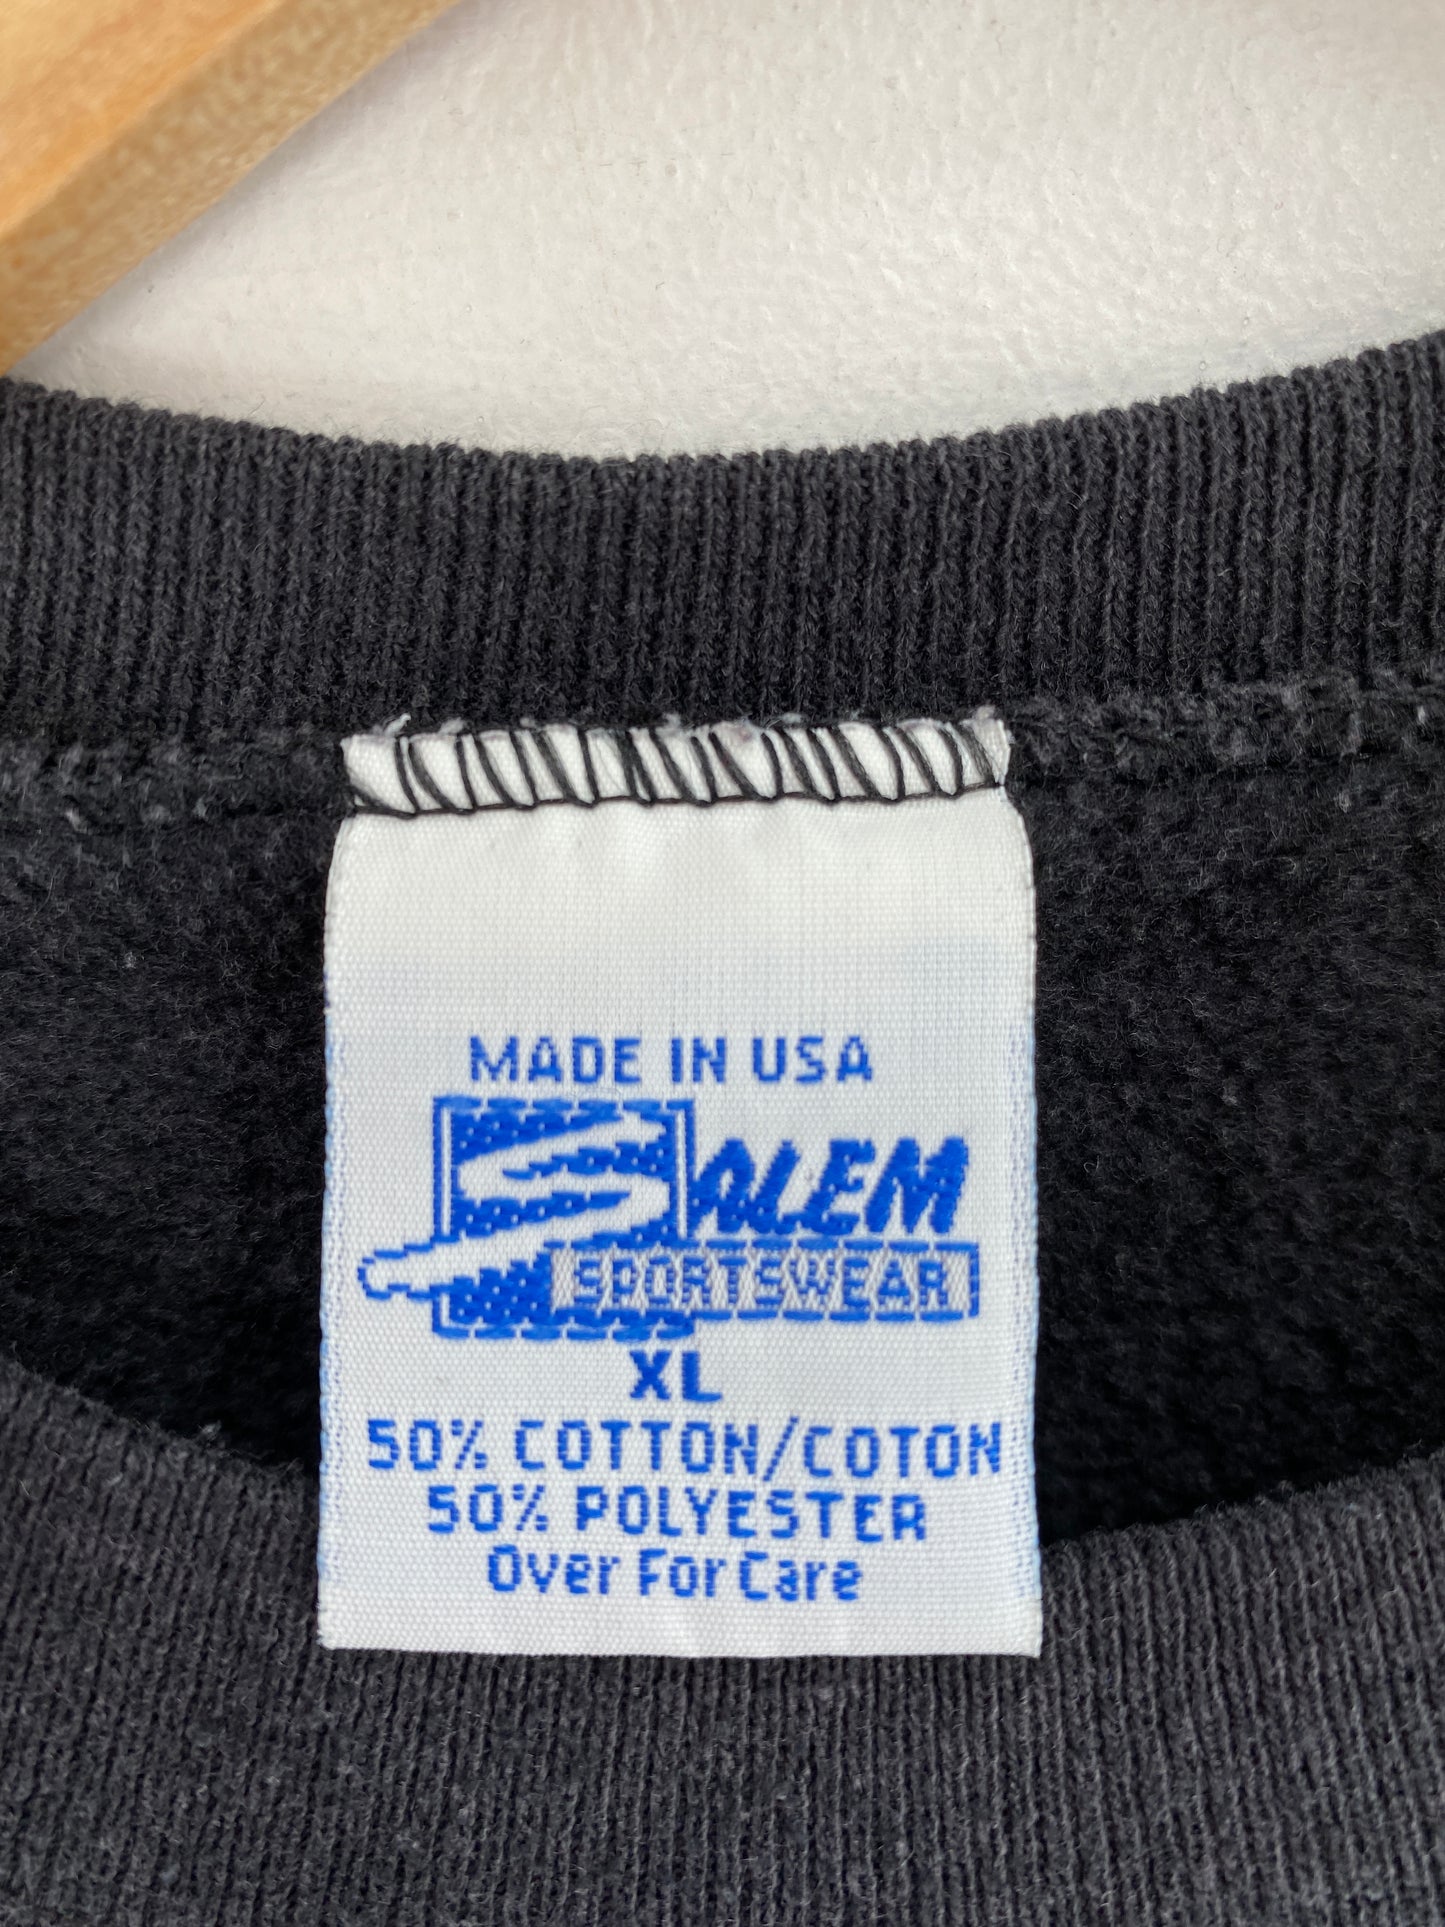 MADE IN USA
SALEM
SPORTSWEAR
XL
50% COTTON/COTON
50% POLYESTER
Over For Care